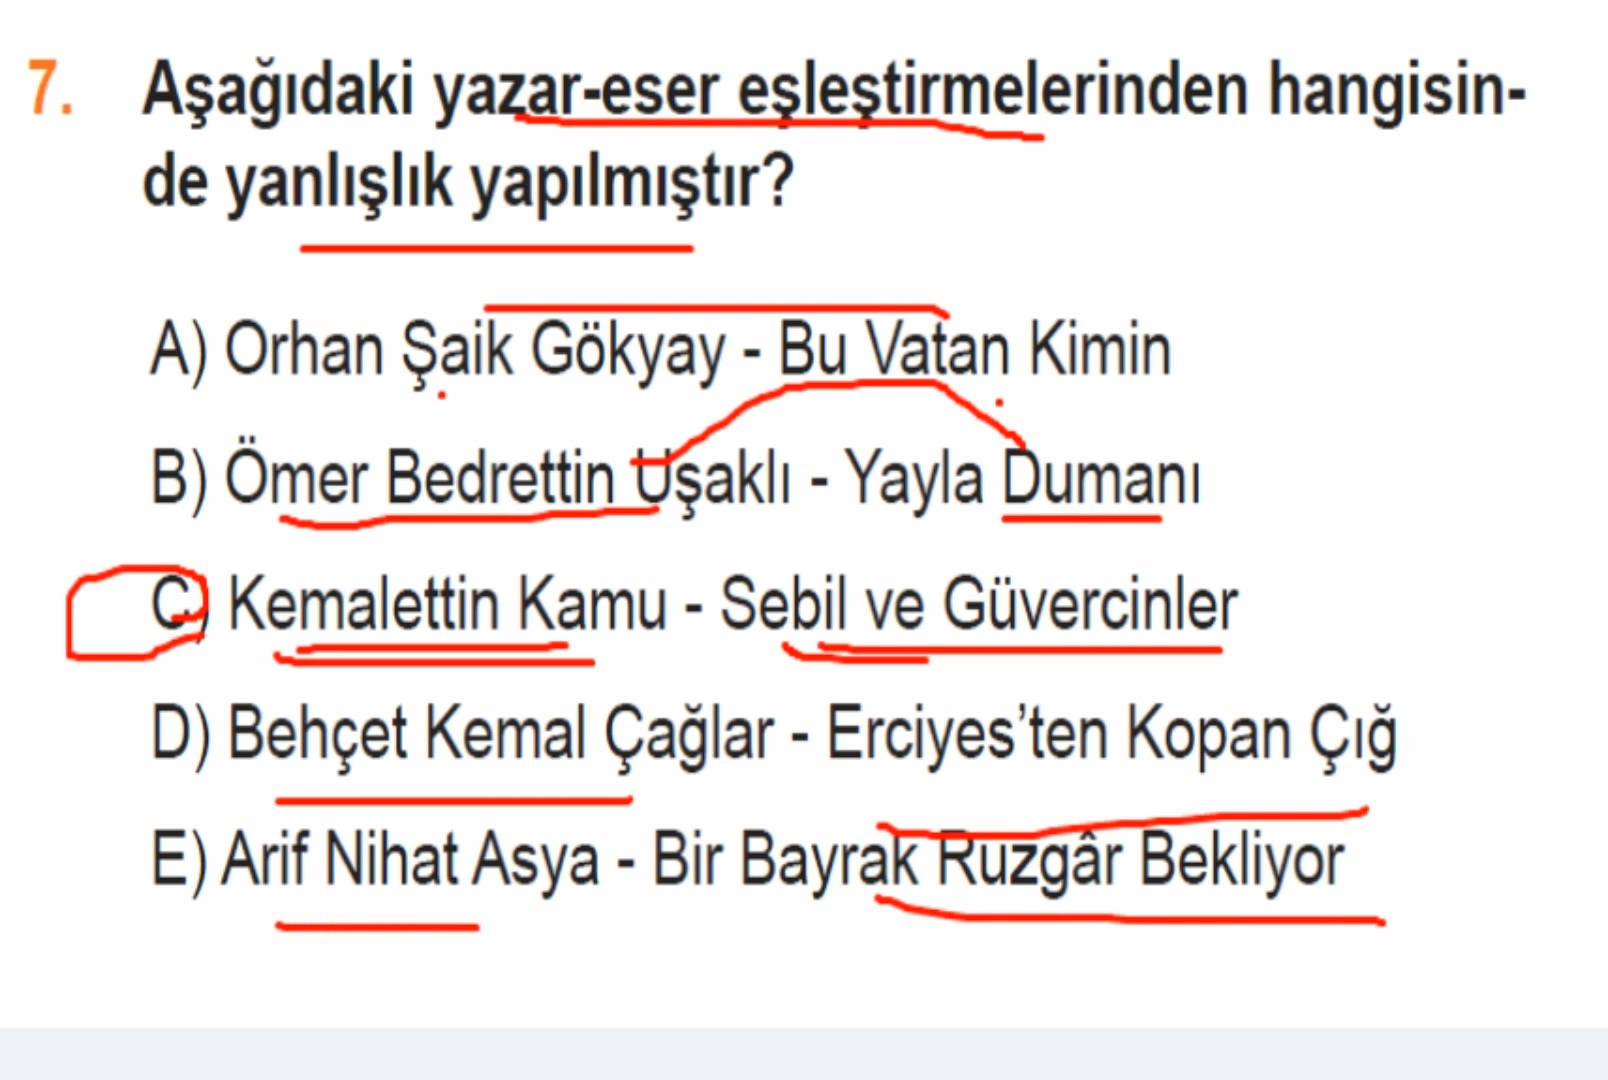 7. Aşağıdaki yazar-eser eşleştirmelerinden hangisin-
de yanlışlık yapılmıştır?
A) Orhan Şaik Gökyay - Bu Vatan Kimin
B) Ömer Bedrettin Uşaklı - Yayla Dumanı
C) Kemalettin Kamu - Sebil ve Güvercinler
D) Behçet Kemal Çağlar - Erciyes’ten Kopan Çığ
E) Arif Nihat Asya - Bir Bayrak Rüzgâr Bekliyor